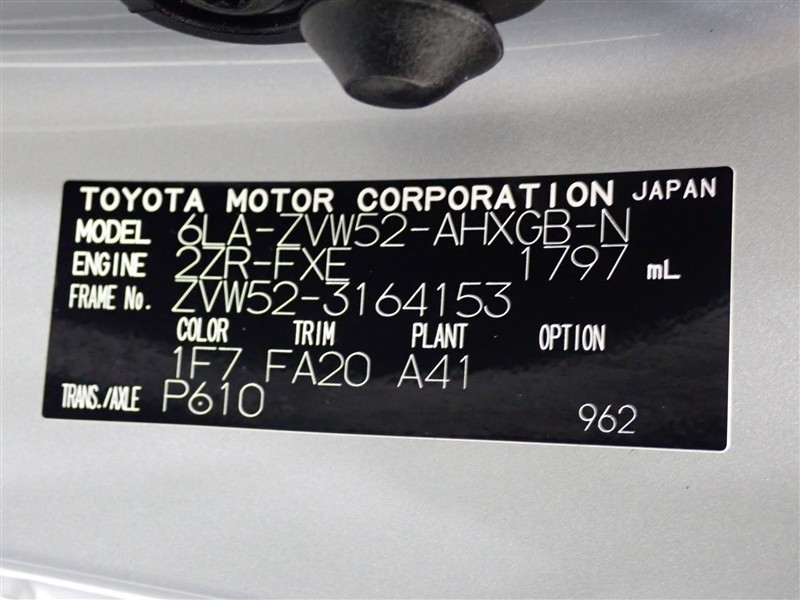 TOYOTA MOTOR CORPORATION JAPAN
MODEL 6LA-ZVW52-AHXGB-N
ENGINE 2ZR-FXE 1797 mL
FRAME No. ZVW52-3164153
COLOR TRIM PLANT OPTION
1F7 FA20 A41
TRANS./AXLE P610
962